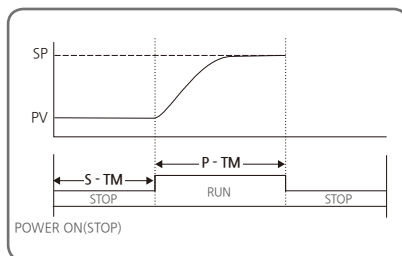 SP
PV
S - TM
P - TM
STOP
RUN
STOP
POWER ON(STOP)